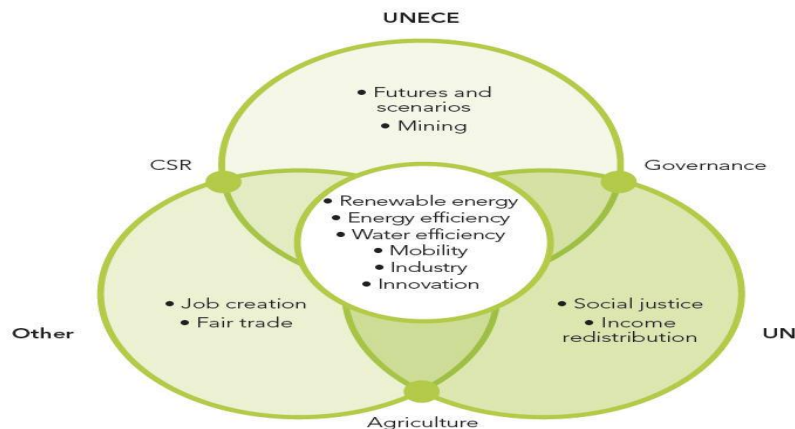 UNECE
• Futures and
scenarios
• Mining
CSR
Governance
• Renewable energy
• Energy efficiency
• Water efficiency
• Mobility
• Industry
• Innovation
• Job creation
• Fair trade
• Social justice
• Income
redistribution
Other
UN
Agriculture